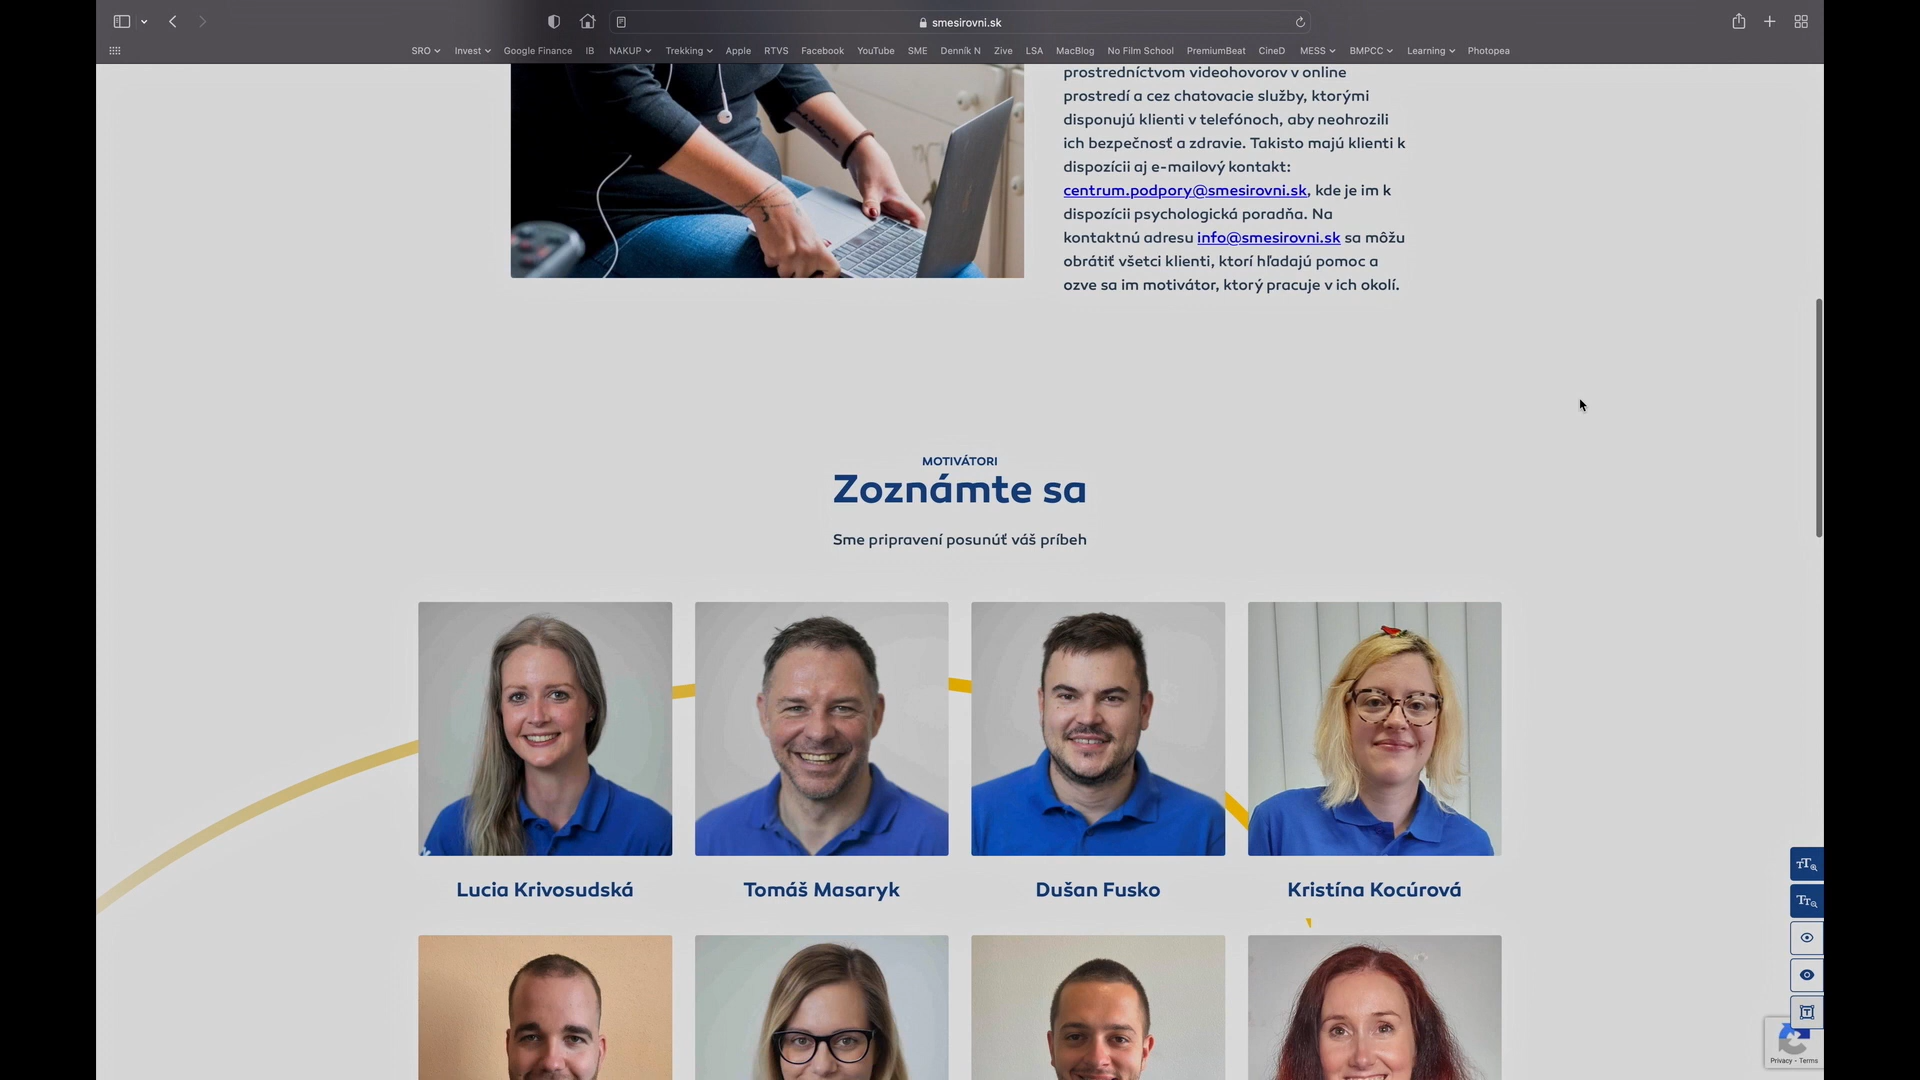 smesirovni.sk
SRO Invest Google Finance IB NAKUP Trekking Apple RTVS Facebook YouTube SME Denník N Zive LSA MacBlog No Film School PremiumBeat CineD MESS BMPCC Learning Photopea
prostredníctvom videohovorov v online
prostredí a cez chatovacie služby, ktorými
disponujú klienti v telefónoch, aby neohrozili
ich bezpečnosť a zdravie. Takisto majú klienti k
dispozícii aj e-mailový kontakt:
centrum.podpory@smesirovni.sk, kde je im k
dispozícii psychologická poradňa. Na
kontaktnú adresu info@smesirovni.sk sa môžu
obrátiť všetci klienti, ktorí hľadajú pomoc a
ozve sa im motivátor, ktorý pracuje v ich okolí.
MOTIVÁTORI
Zoznámte sa
Sme pripravení posunúť váš príbeh
Lucia Krivosudská
Tomáš Masaryk
Dušan Fusko
Kristína Kocúrová
Privacy - Terms